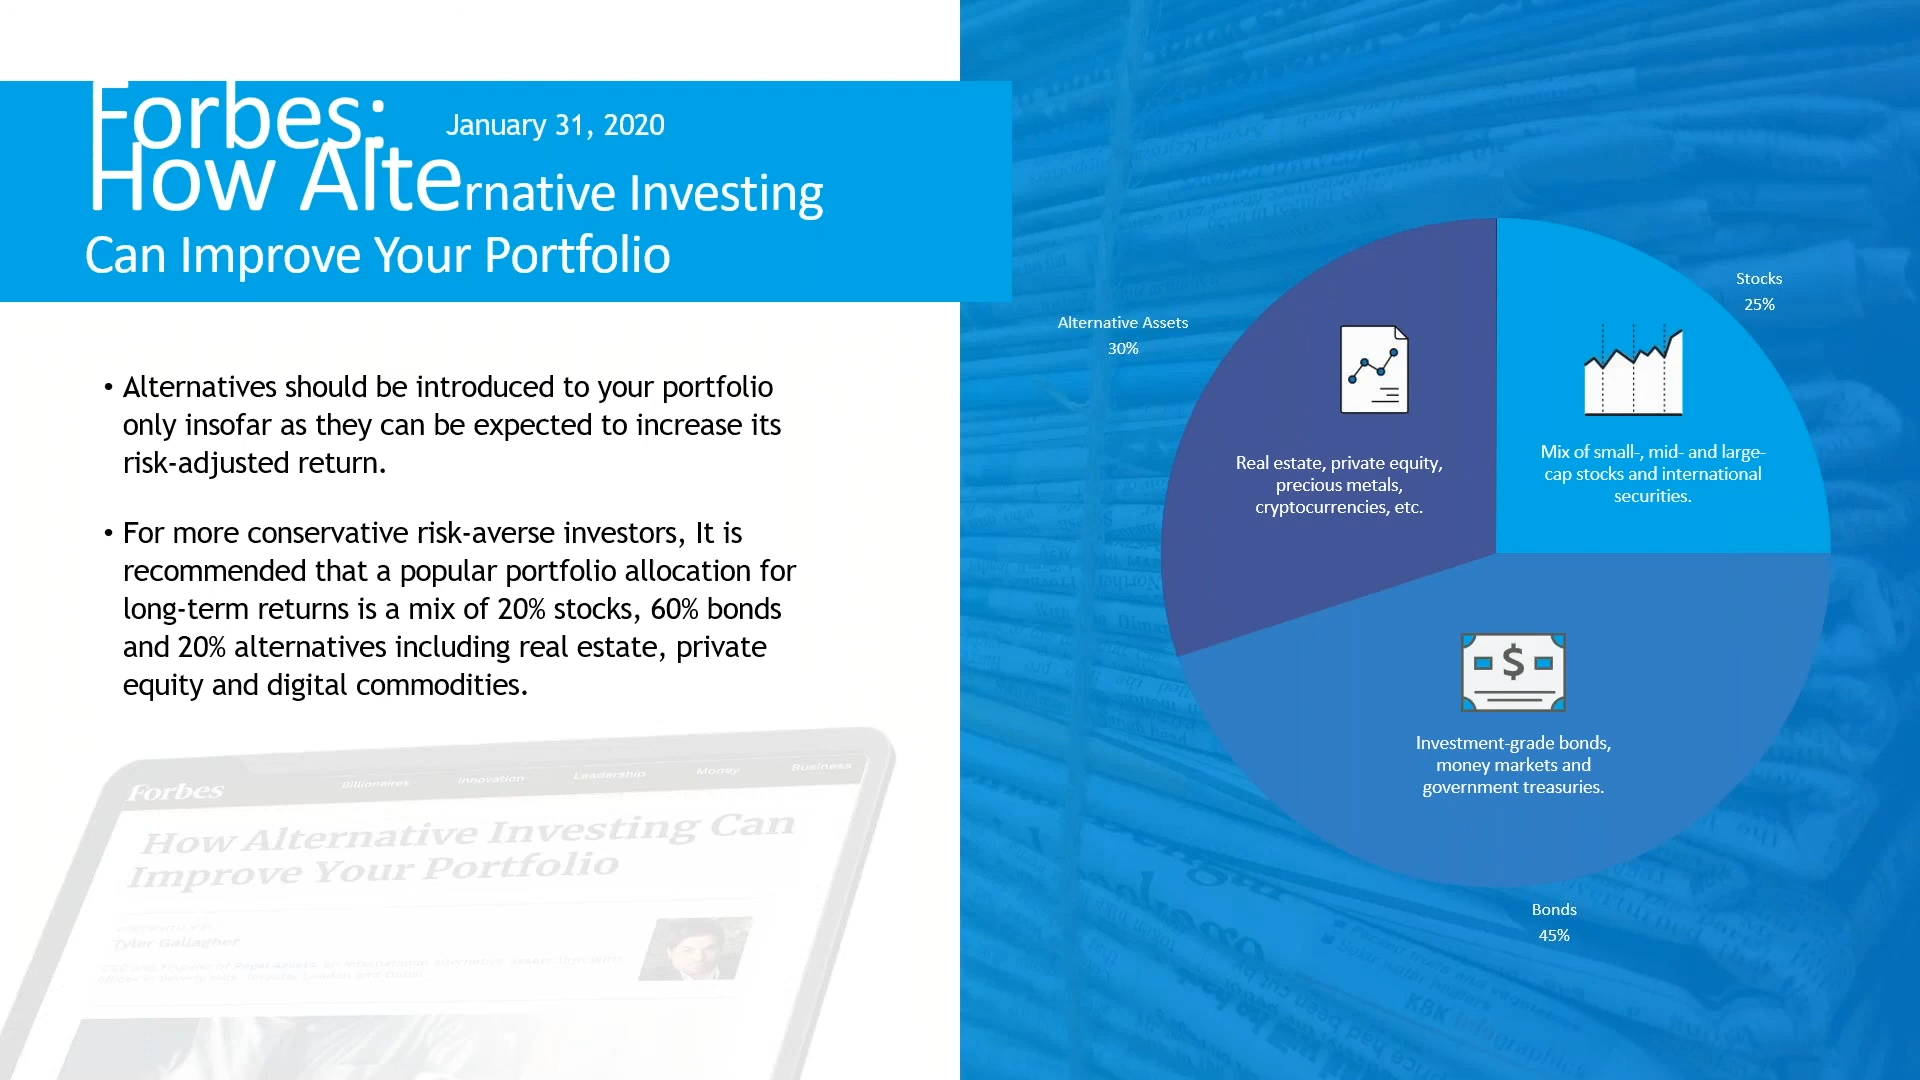 Forbes:
January 31, 2020
How Alternative Investing
Can Improve Your Portfolio
• Alternatives should be introduced to your portfolio
only insofar as they can be expected to increase its
risk-adjusted return.
• For more conservative risk-averse investors, It is
recommended that a popular portfolio allocation for
long-term returns is a mix of 20% stocks, 60% bonds
and 20% alternatives including real estate, private
equity and digital commodities.
Forbes
Billionaires Innovation Leadership Money Business
How Alternative Investing Can
Improve Your Portfolio
Tyler Gallagher
Alternative Assets
30%
Real estate, private equity,
precious metals,
cryptocurrencies, etc.
Stocks
25%
Mix of small-, mid- and large-
cap stocks and international
securities.
$
Investment-grade bonds,
money markets and
government treasuries.
Bonds
45%